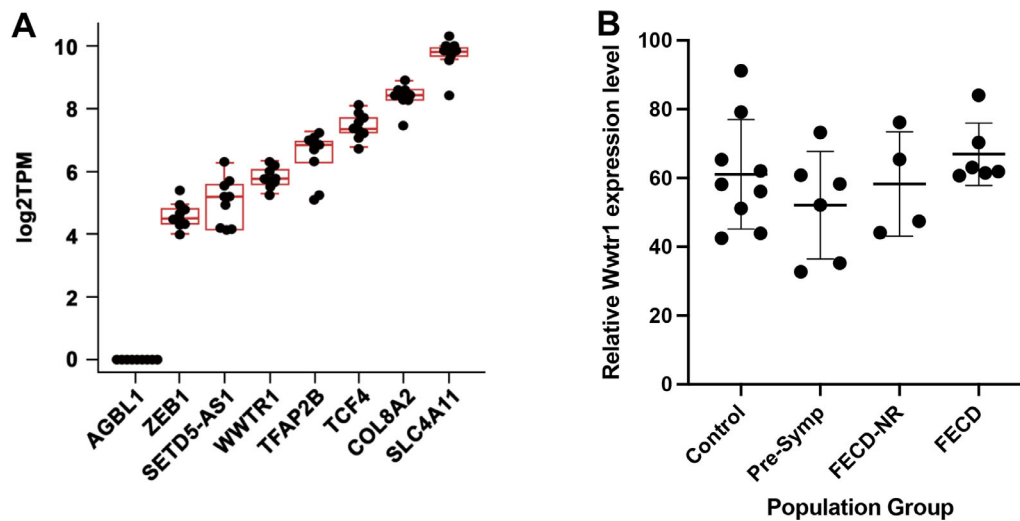 A
log2TPM
10
8
6
4
2
0
AGBL1
ZEB1
SETD5-AS1
WWTR1
TFAP2B
TCF4
COL8A2
SLC4A11
B
Relative Wwtr1 expression level
100
80
60
40
20
0
Control
Pre-Symp
FECD-NR
FECD
Population Group